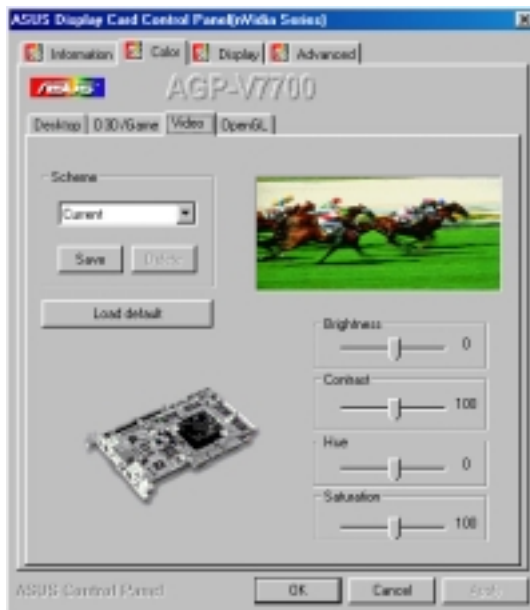 ASUS Display Card Control Panel(nVidia Series)
Information Color Display Advanced
ASUS AGP-V7700
Desktop D3D/Game Video OpenGL
Scheme
Current
Save Delete
Load default
Brightness
0
Contrast
100
Hue
0
Saturation
100
ASUS Control Panel OK Cancel Apply